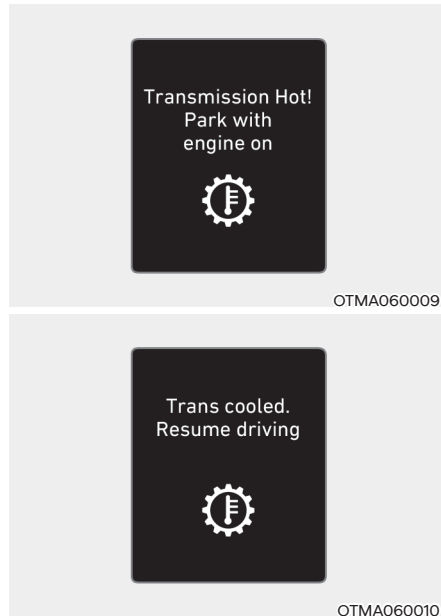 Transmission Hot!
Park with
engine on
OTMA060009
Trans cooled.
Resume driving
OTMA060010